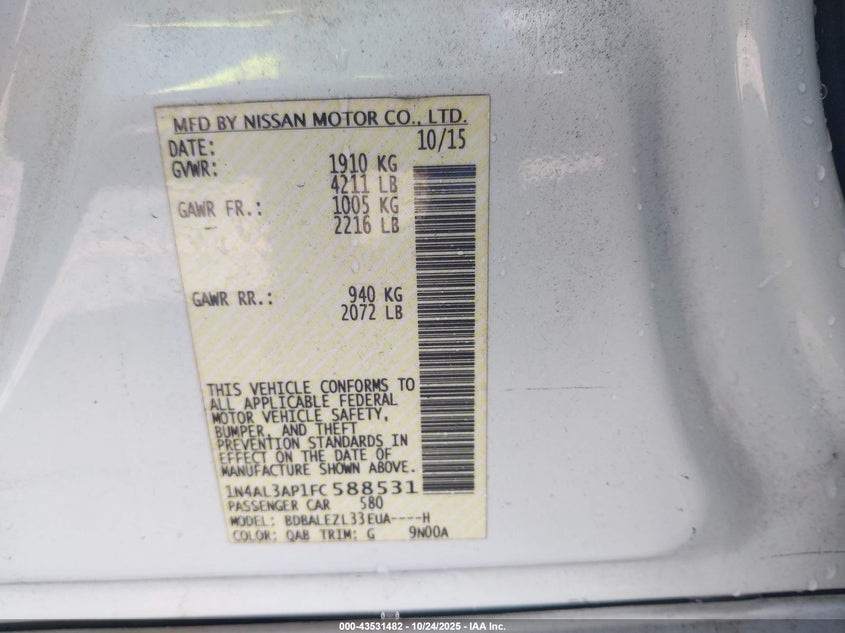 MFD BY NISSAN MOTOR CO., LTD.
DATE: 10/15
GVWR: 1910 KG
4211 LB
GAWR FR.: 1005 KG
2216 LB
GAWR RR.: 940 KG
2072 LB
THIS VEHICLE CONFORMS TO
ALL APPLICABLE FEDERAL
MOTOR VEHICLE SAFETY,
BUMPER, AND THEFT
PREVENTION STANDARDS IN
EFFECT ON THE DATE OF
MANUFACTURE SHOWN ABOVE.
1N4AL3AP1FC588531
PASSENGER CAR 580
MODEL: BDBALEZL33EUA----H
COLOR: QAB TRIM: G 9N00A
000-43531482 - 10/24/2025 - IAA Inc.